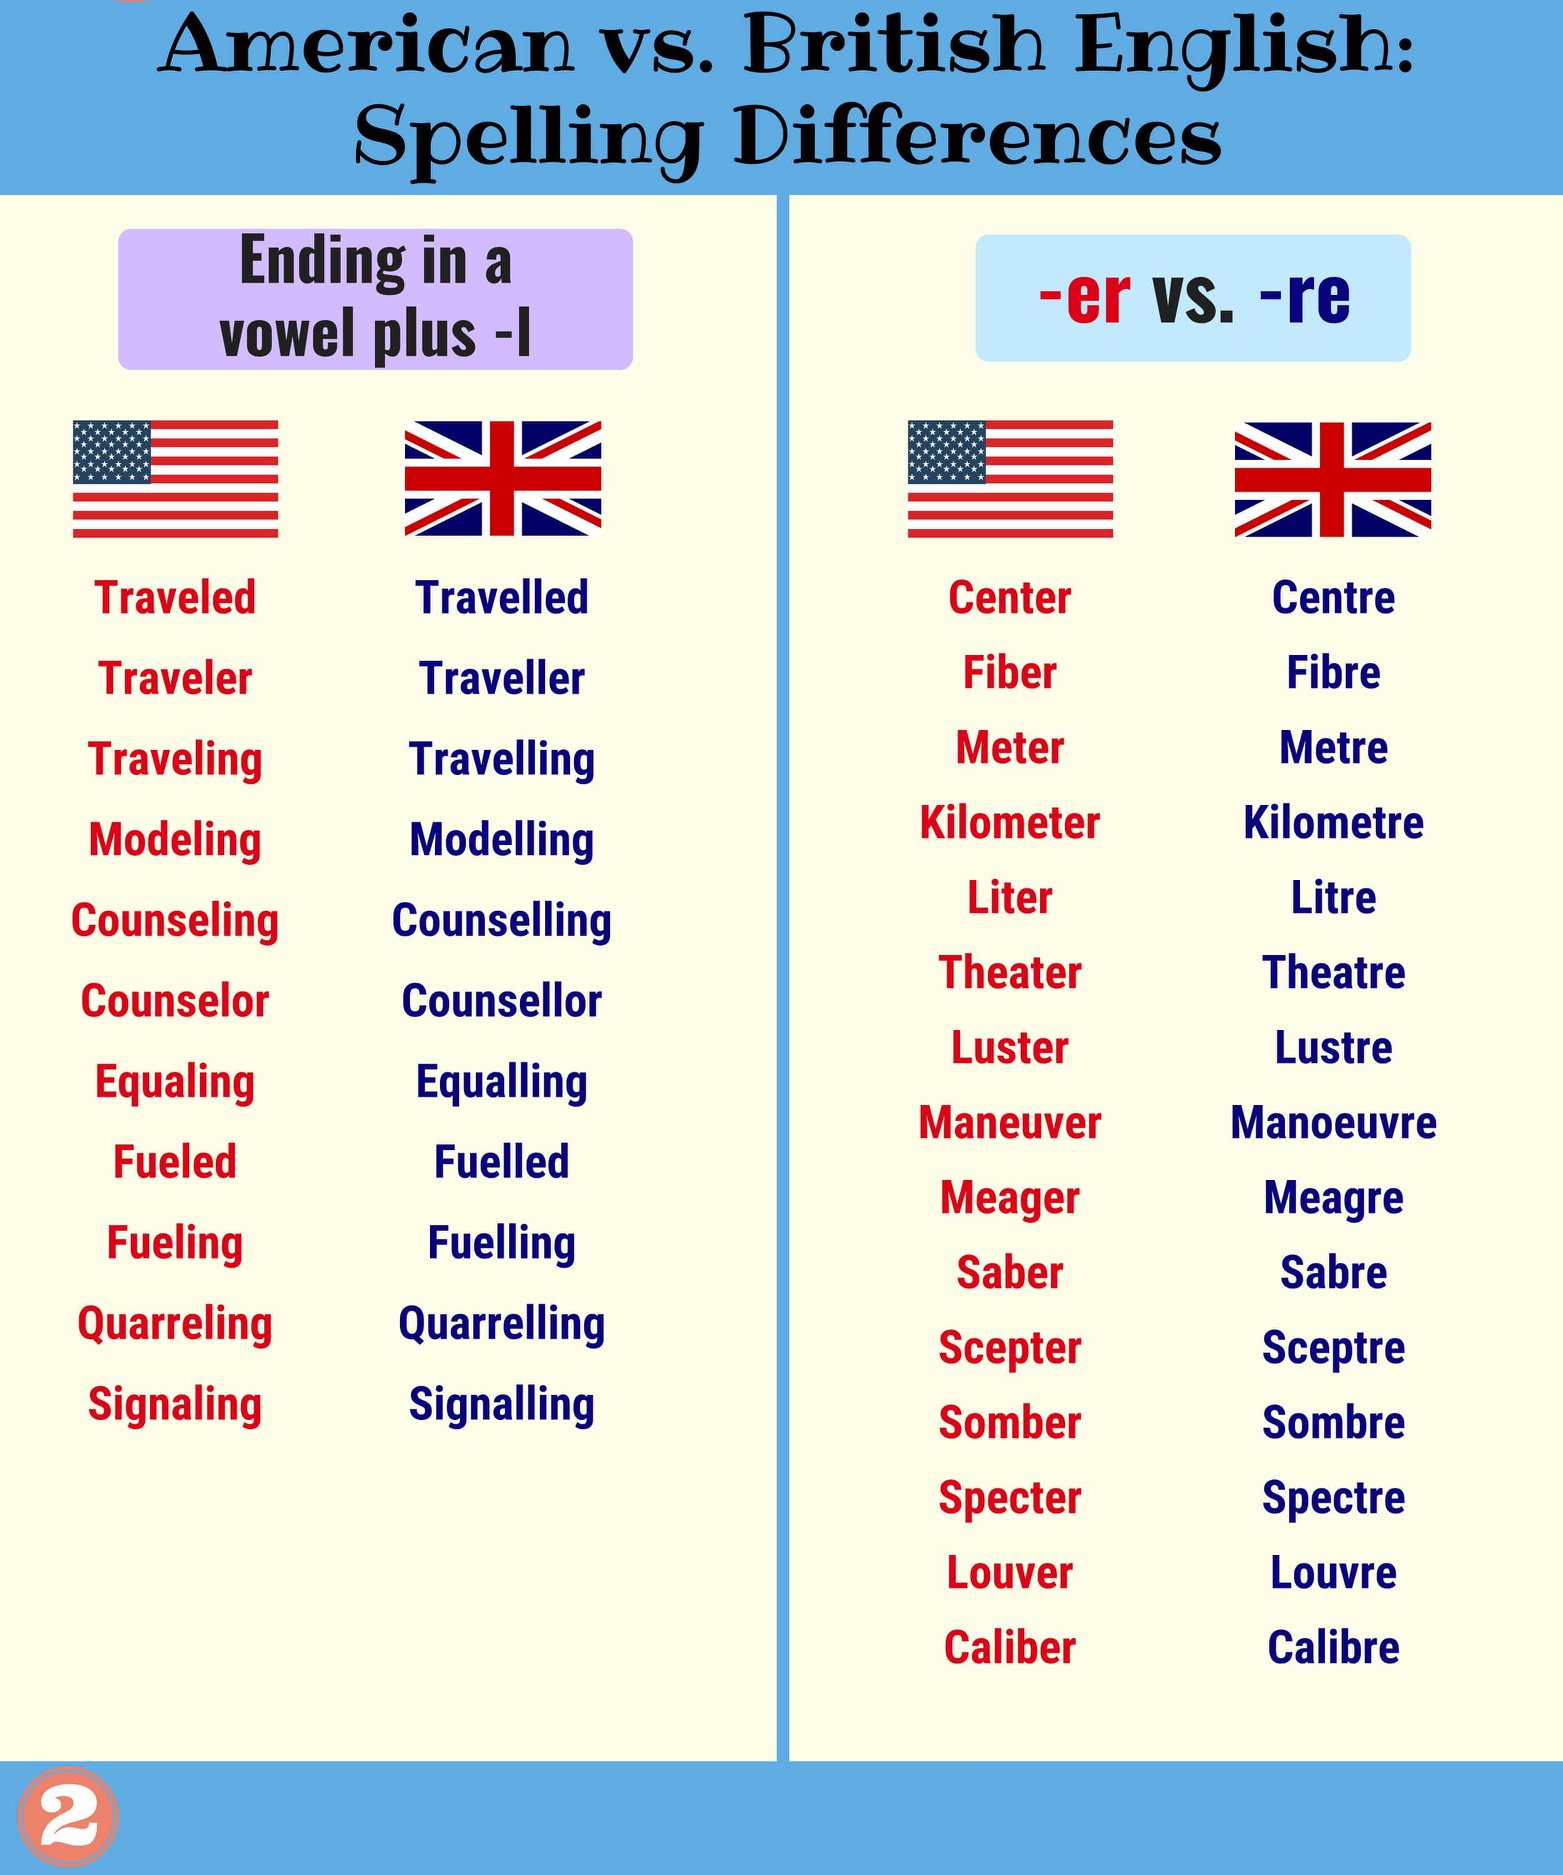 American vs. British English:
Spelling Differences
Ending in a
vowel plus -l
Traveled Travelled
Traveler Traveller
Traveling Travelling
Modeling Modelling
Counseling Counselling
Counselor Counsellor
Equaling Equalling
Fueled Fuelled
Fueling Fuelling
Quarreling Quarrelling
Signaling Signalling
-er vs. -re
Center Centre
Fiber Fibre
Meter Metre
Kilometer Kilometre
Liter Litre
Theater Theatre
Luster Lustre
Maneuver Manoeuvre
Meager Meagre
Saber Sabre
Scepter Sceptre
Somber Sombre
Specter Spectre
Louver Louvre
Caliber Calibre
2